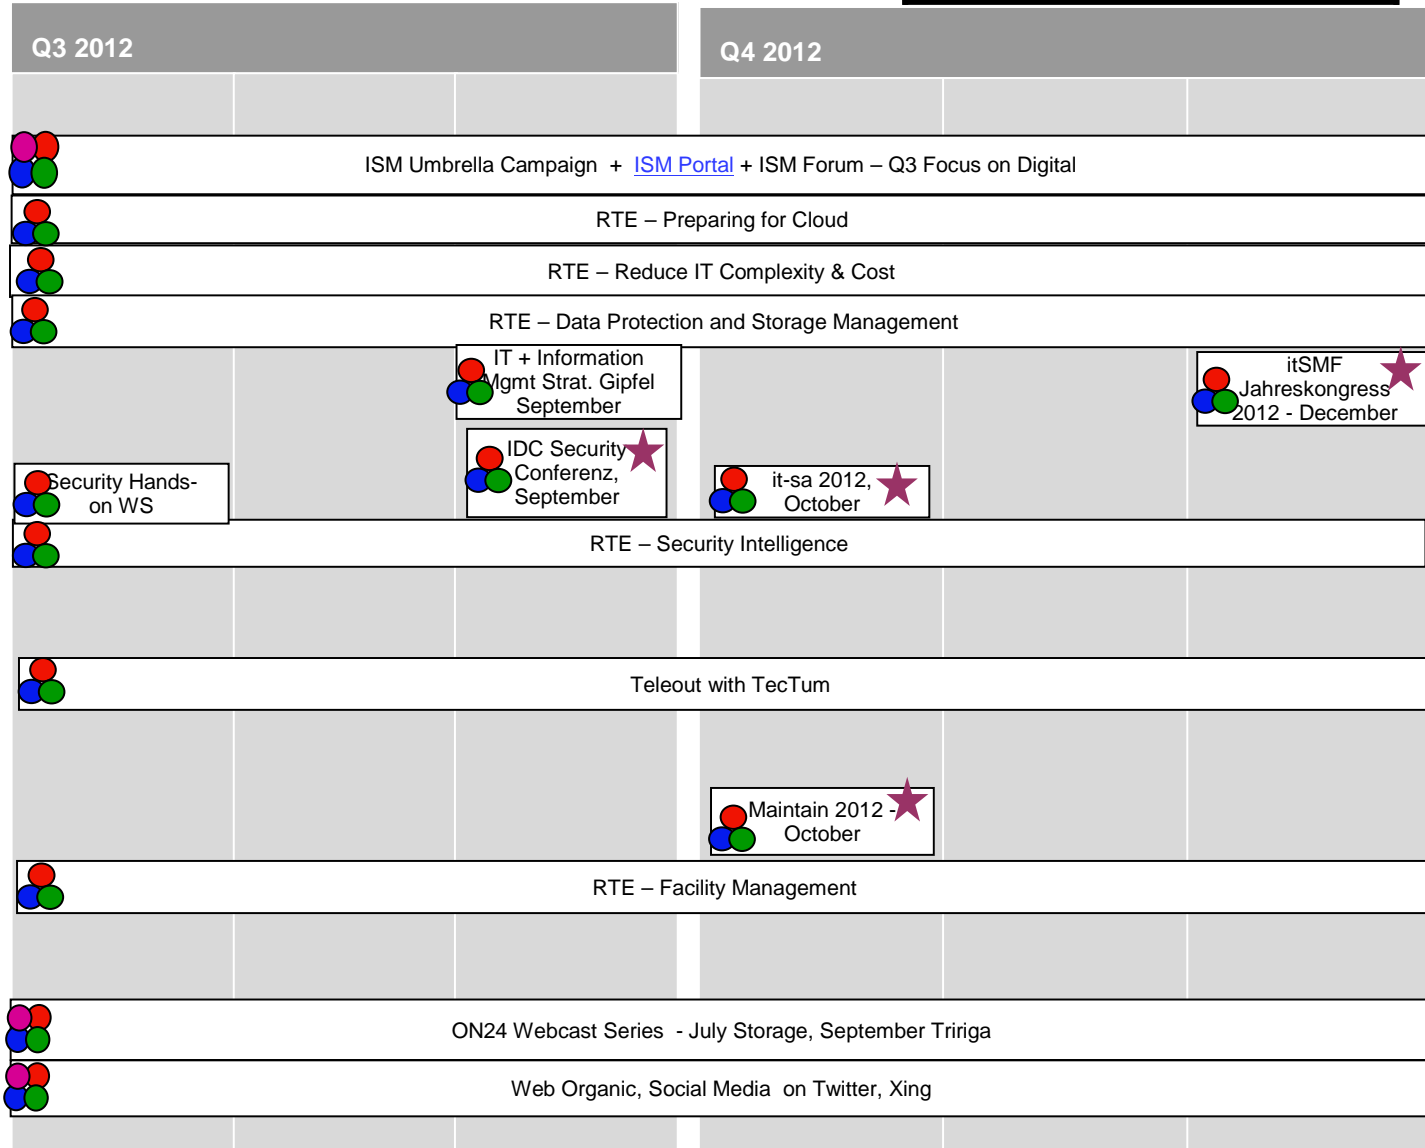 Q3 2012
Q4 2012
ISM Umbrella Campaign + ISM Portal + ISM Forum – Q3 Focus on Digital
RTE – Preparing for Cloud
RTE – Reduce IT Complexity & Cost
RTE – Data Protection and Storage Management
IT + Information
Mgmt Strat. Gipfel
September
itSMF
Jahreskongress
2012 - December
IDC Security
Conferenz,
September
Security Hands-
on WS
it-sa 2012,
October
RTE – Security Intelligence
Teleout with TecTum
Maintain 2012 -
October
RTE – Facility Management
ON24 Webcast Series - July Storage, September Tririga
Web Organic, Social Media on Twitter, Xing